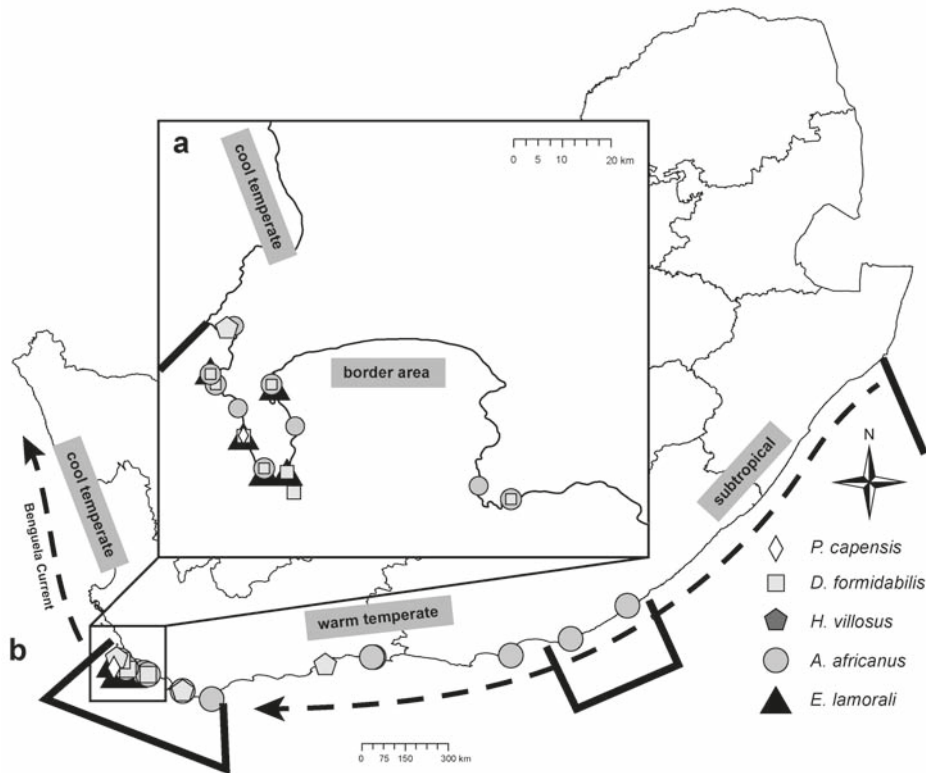 a
cool temperate
0 5 10 20 km
border area
cool temperate
Benguela Current
subtropical
N
warm temperate
b
P. capensis
D. formidabilis
H. villosus
A. africanus
E. lamorali
0 75 150 300 km